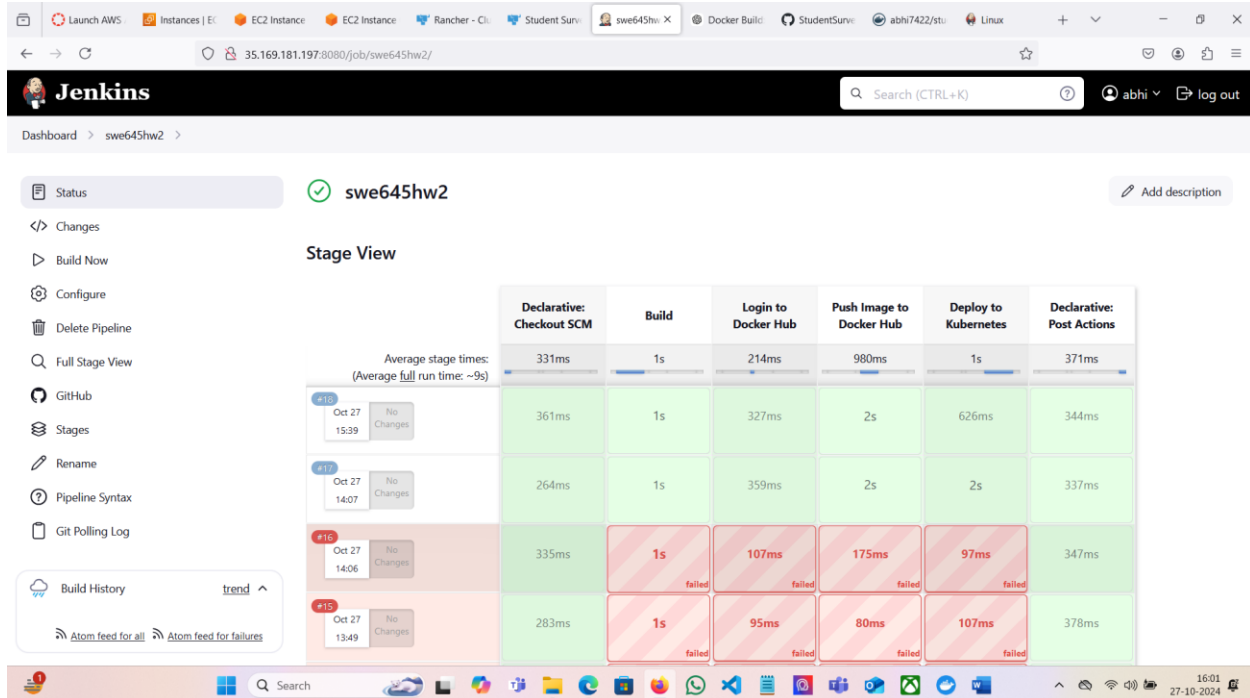 Launch AWS
Instances | EC
EC2 Instance
EC2 Instance
Rancher - Clu
Student Surve
swe645hw
Docker Build
StudentSurve
abhi7422/stu
Linux
35.169.181.197:8080/job/swe645hw2/
Jenkins
Search (CTRL+K)
abhi
log out
Dashboard > swe645hw2 >
Status
Changes
Build Now
Configure
Delete Pipeline
Full Stage View
GitHub
Stages
Rename
Pipeline Syntax
Git Polling Log
Build History
trend
Atom feed for all
Atom feed for failures
swe645hw2
Add description
Stage View
Declarative:
Checkout SCM
Build
Login to
Docker Hub
Push Image to
Docker Hub
Deploy to
Kubernetes
Declarative:
Post Actions
Average stage times:
(Average full run time: ~9s)
331ms
1s
214ms
980ms
1s
371ms
#18
Oct 27
15:39
No
Changes
361ms
1s
327ms
2s
626ms
344ms
#17
Oct 27
14:07
No
Changes
264ms
1s
359ms
2s
2s
337ms
#16
Oct 27
14:06
No
Changes
335ms
1s
failed
107ms
failed
175ms
failed
97ms
failed
347ms
#15
Oct 27
13:49
No
Changes
283ms
1s
failed
95ms
failed
80ms
failed
107ms
failed
378ms
1
Search
16:01
27-10-2024